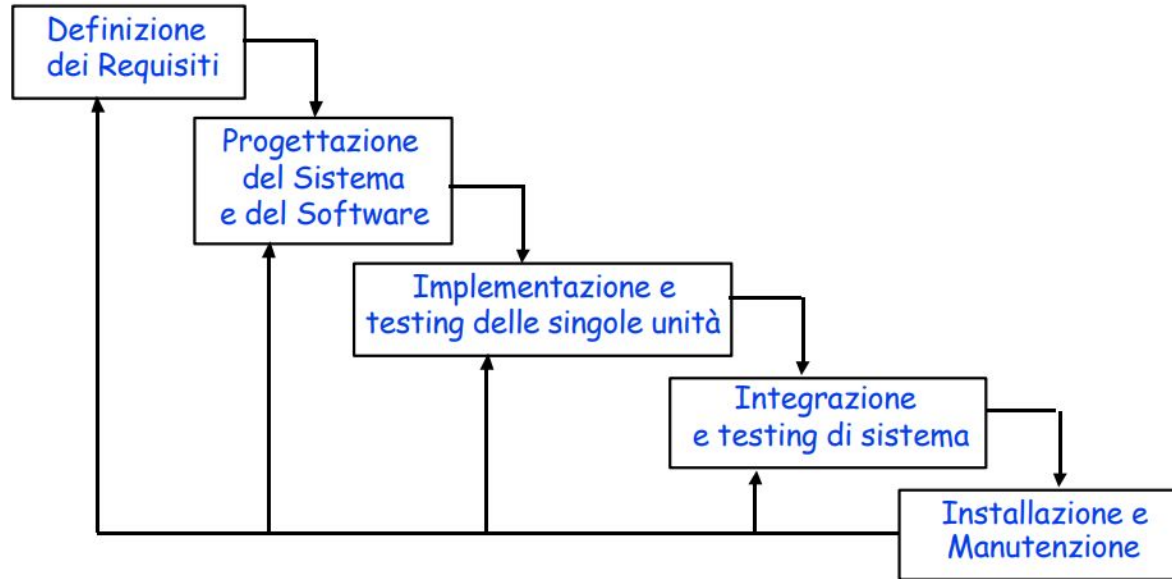 Definizione
dei Requisiti
Progettazione
del Sistema
e del Software
Implementazione e
testing delle singole unità
Integrazione
e testing di sistema
Installazione e
Manutenzione